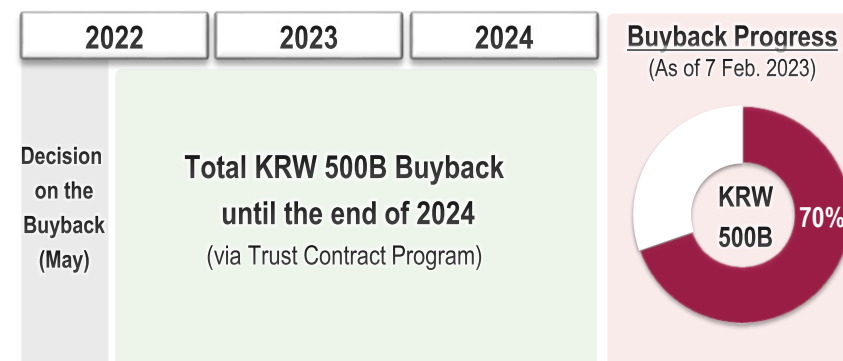 2022
2023
2024
Decision
on the
Buyback
(May)
Total KRW 500B Buyback
until the end of 2024
(via Trust Contract Program)
Buyback Progress
(As of 7 Feb. 2023)
KRW
500B
70%